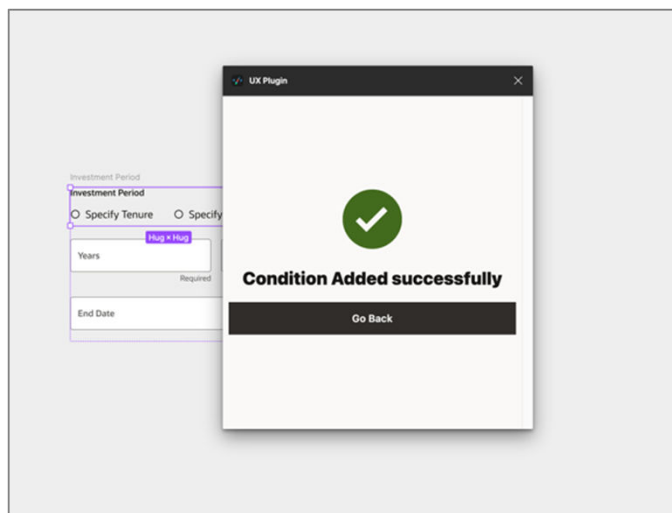 UX Plugin
Investment Period
Investment Period
Specify Tenure Specify
Hug × Hug
Years
Required
End Date
Condition Added successfully
Go Back